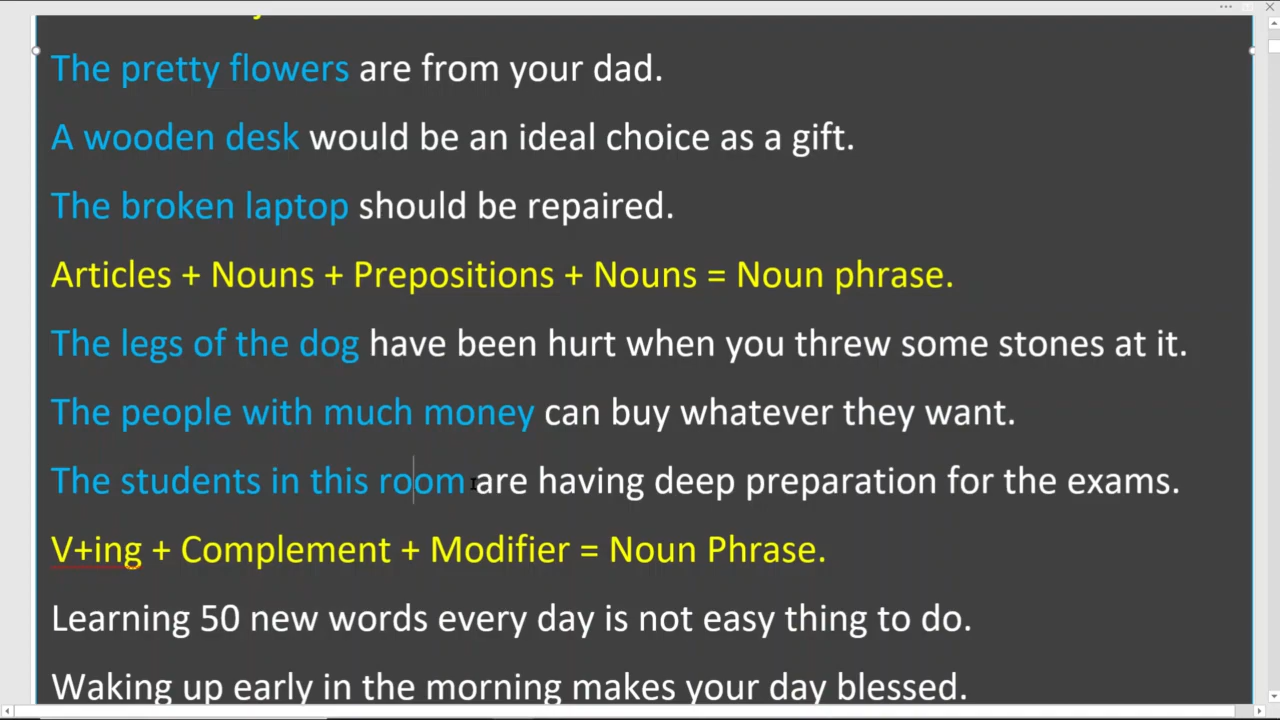 The pretty flowers are from your dad.
A wooden desk would be an ideal choice as a gift.
The broken laptop should be repaired.
Articles + Nouns + Prepositions + Nouns = Noun phrase.
The legs of the dog have been hurt when you threw some stones at it.
The people with much money can buy whatever they want.
The students in this room are having deep preparation for the exams.
V+ing + Complement + Modifier = Noun Phrase.
Learning 50 new words every day is not easy thing to do.
Waking up early in the morning makes your day blessed.